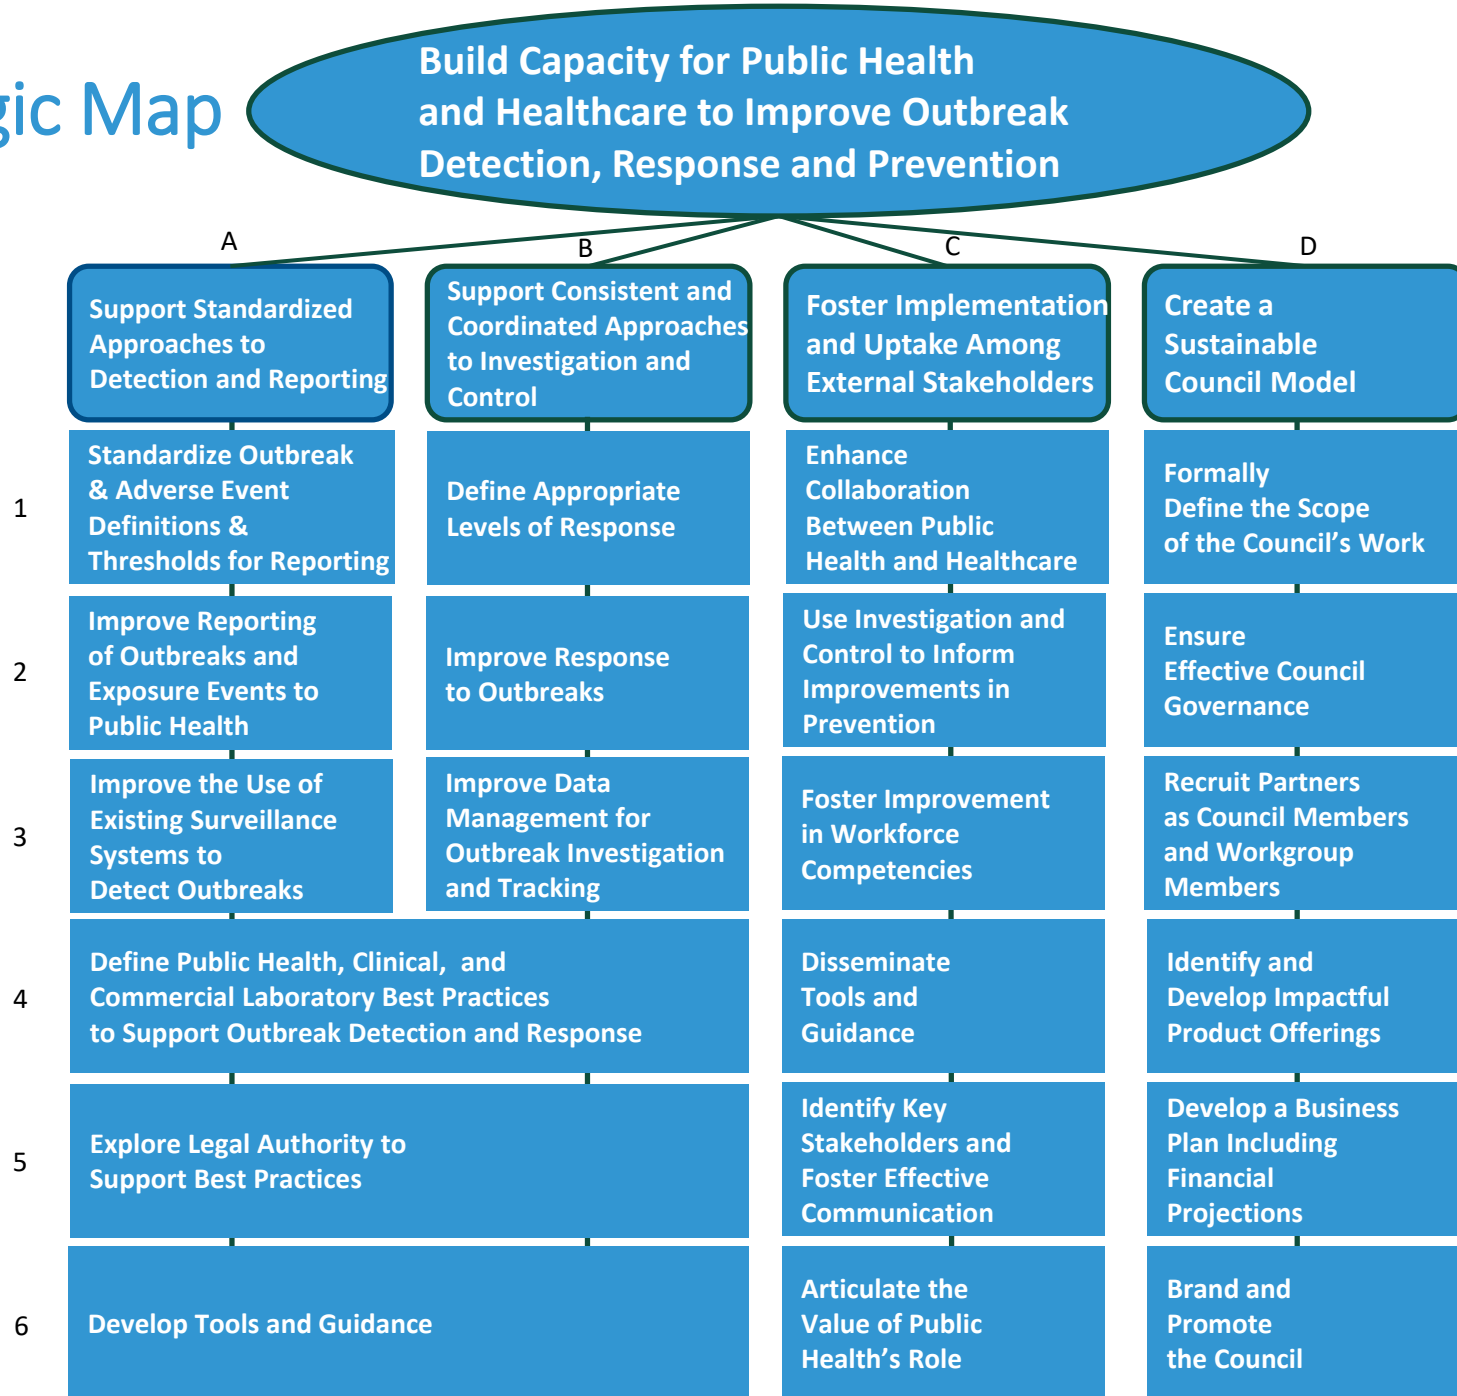 gic Map
Build Capacity for Public Health
and Healthcare to Improve Outbreak
Detection, Response and Prevention
A
B
C
D
Support Standardized
Approaches to
Detection and Reporting
Support Consistent and
Coordinated Approaches
to Investigation and
Control
Foster Implementation
and Uptake Among
External Stakeholders
Create a
Sustainable
Council Model
1
Standardize Outbreak
& Adverse Event
Definitions &
Thresholds for Reporting
Define Appropriate
Levels of Response
Enhance
Collaboration
Between Public
Health and Healthcare
Formally
Define the Scope
of the Council’s Work
2
Improve Reporting
of Outbreaks and
Exposure Events to
Public Health
Improve Response
to Outbreaks
Use Investigation and
Control to Inform
Improvements in
Prevention
Ensure
Effective Council
Governance
3
Improve the Use of
Existing Surveillance
Systems to
Detect Outbreaks
Improve Data
Management for
Outbreak Investigation
and Tracking
Foster Improvement
in Workforce
Competencies
Recruit Partners
as Council Members
and Workgroup
Members
4
Define Public Health, Clinical, and
Commercial Laboratory Best Practices
to Support Outbreak Detection and Response
Disseminate
Tools and
Guidance
Identify and
Develop Impactful
Product Offerings
5
Explore Legal Authority to
Support Best Practices
Identify Key
Stakeholders and
Foster Effective
Communication
Develop a Business
Plan Including
Financial
Projections
6
Develop Tools and Guidance
Articulate the
Value of Public
Health’s Role
Brand and
Promote
the Council